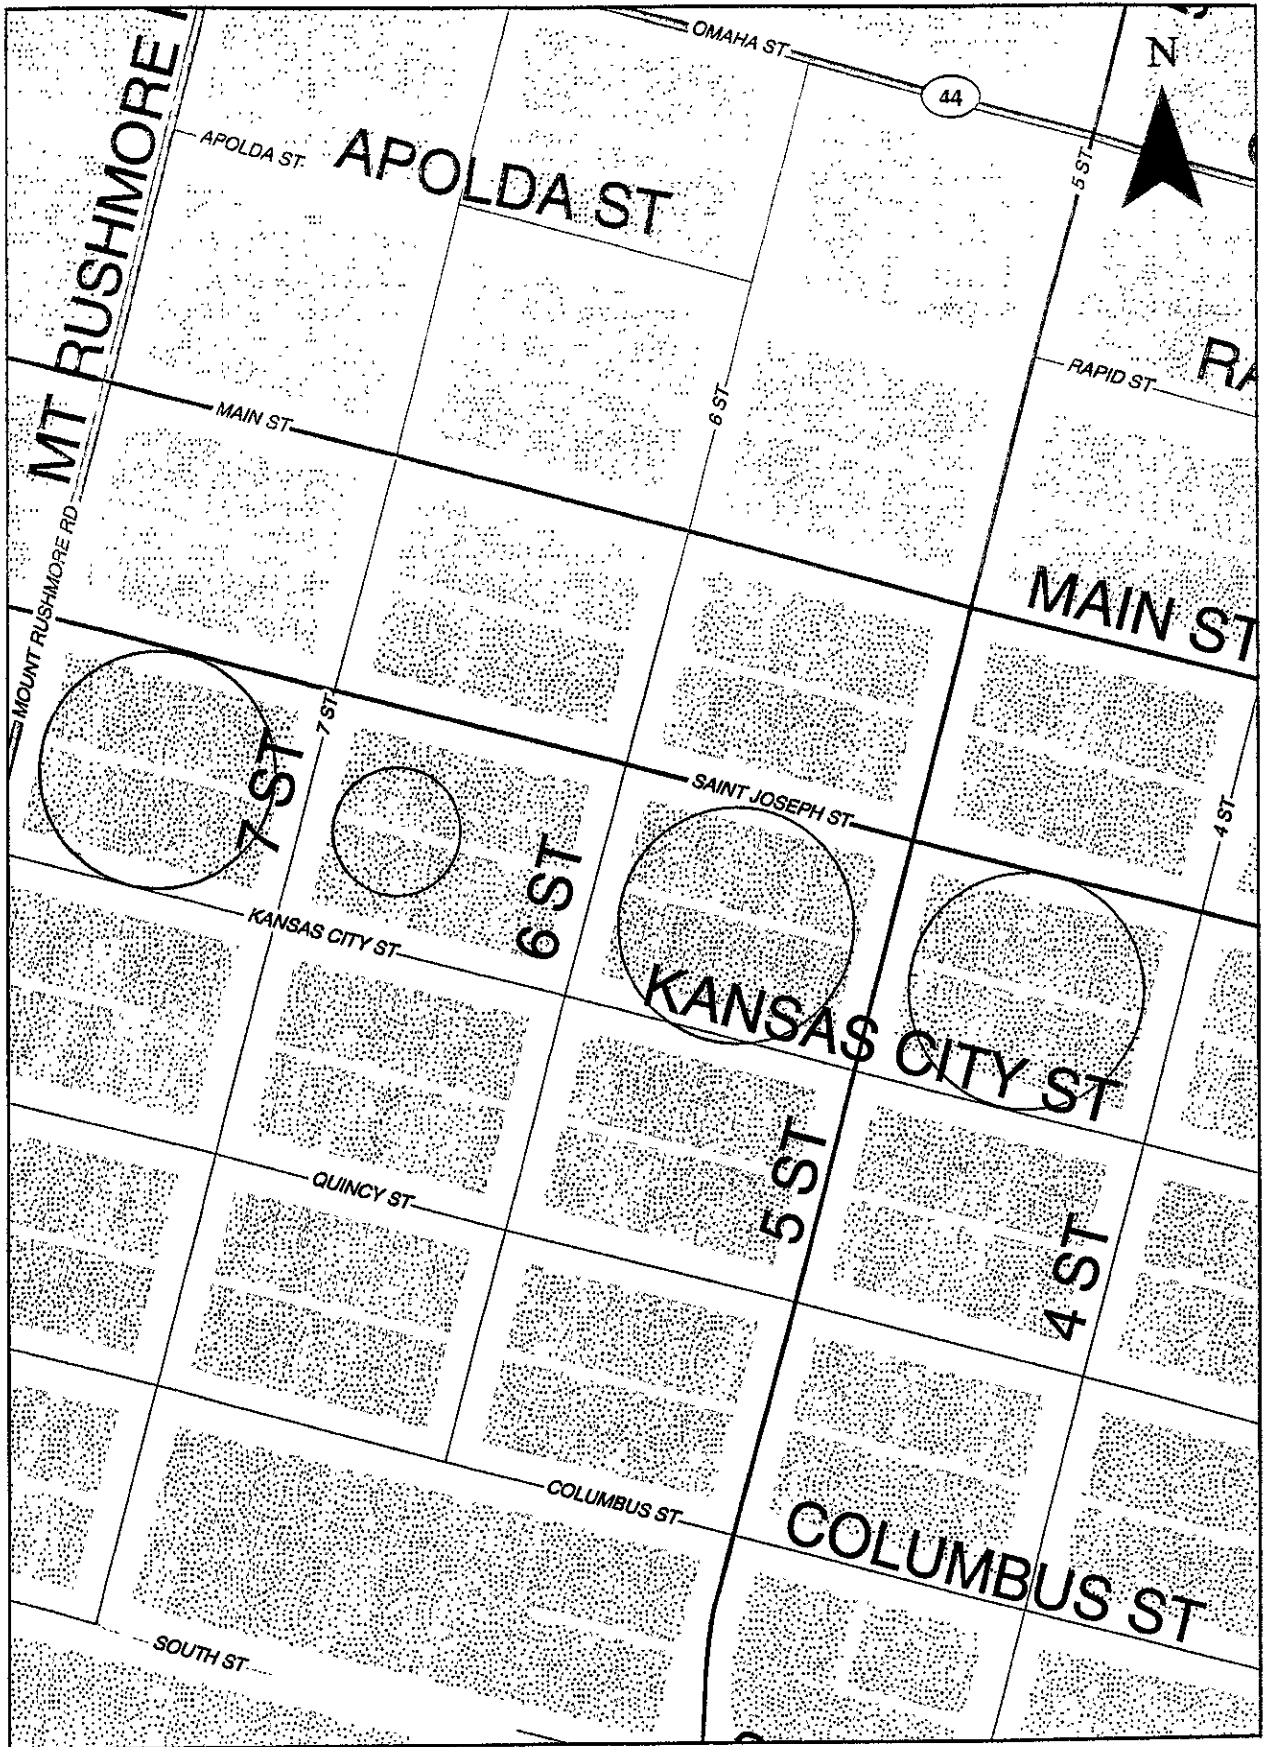 OMAHA ST
N
44
MT RUSHMORE
APOLDA ST
APOLDA ST
5 ST
RAPID ST
MAIN ST
6 ST
MOUNT RUSHMORE RD
MAIN ST
7 ST
7 ST
SAINT JOSEPH ST
4 ST
6 ST
KANSAS CITY ST
KANSAS CITY ST
5 ST
QUINCY ST
4 ST
COLUMBUS ST
COLUMBUS ST
SOUTH ST